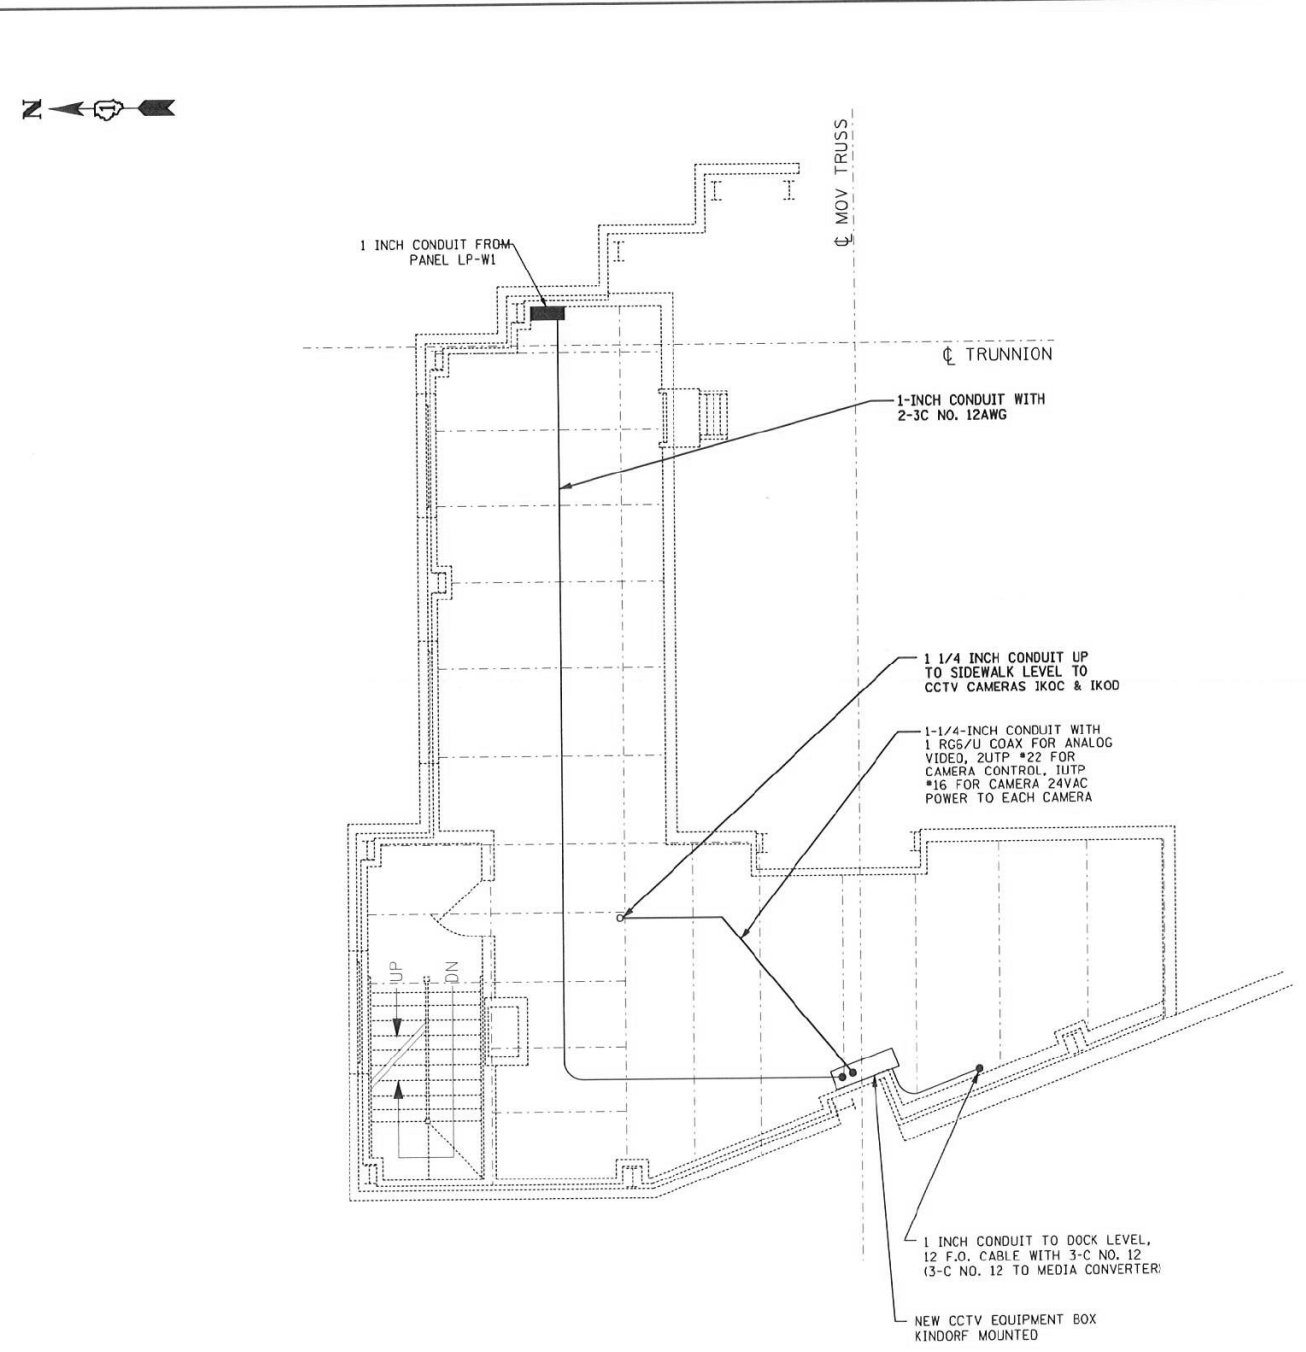 N
1
℄ MOV TRUSS
1 INCH CONDUIT FROM
PANEL LP-W1
℄ TRUNNION
1-INCH CONDUIT WITH
2-3C NO. 12AWG
1 1/4 INCH CONDUIT UP
TO SIDEWALK LEVEL TO
CCTV CAMERAS IKOC & IKOD
1-1/4-INCH CONDUIT WITH
1 RG6/U COAX FOR ANALOG
VIDEO, 2UTP #22 FOR
CAMERA CONTROL, 1UTP
#16 FOR CAMERA 24VAC
POWER TO EACH CAMERA
UP
DN
1 INCH CONDUIT TO DOCK LEVEL,
12 F.O. CABLE WITH 3-C NO. 12
(3-C NO. 12 TO MEDIA CONVERTER)
NEW CCTV EQUIPMENT BOX
KINDORF MOUNTED